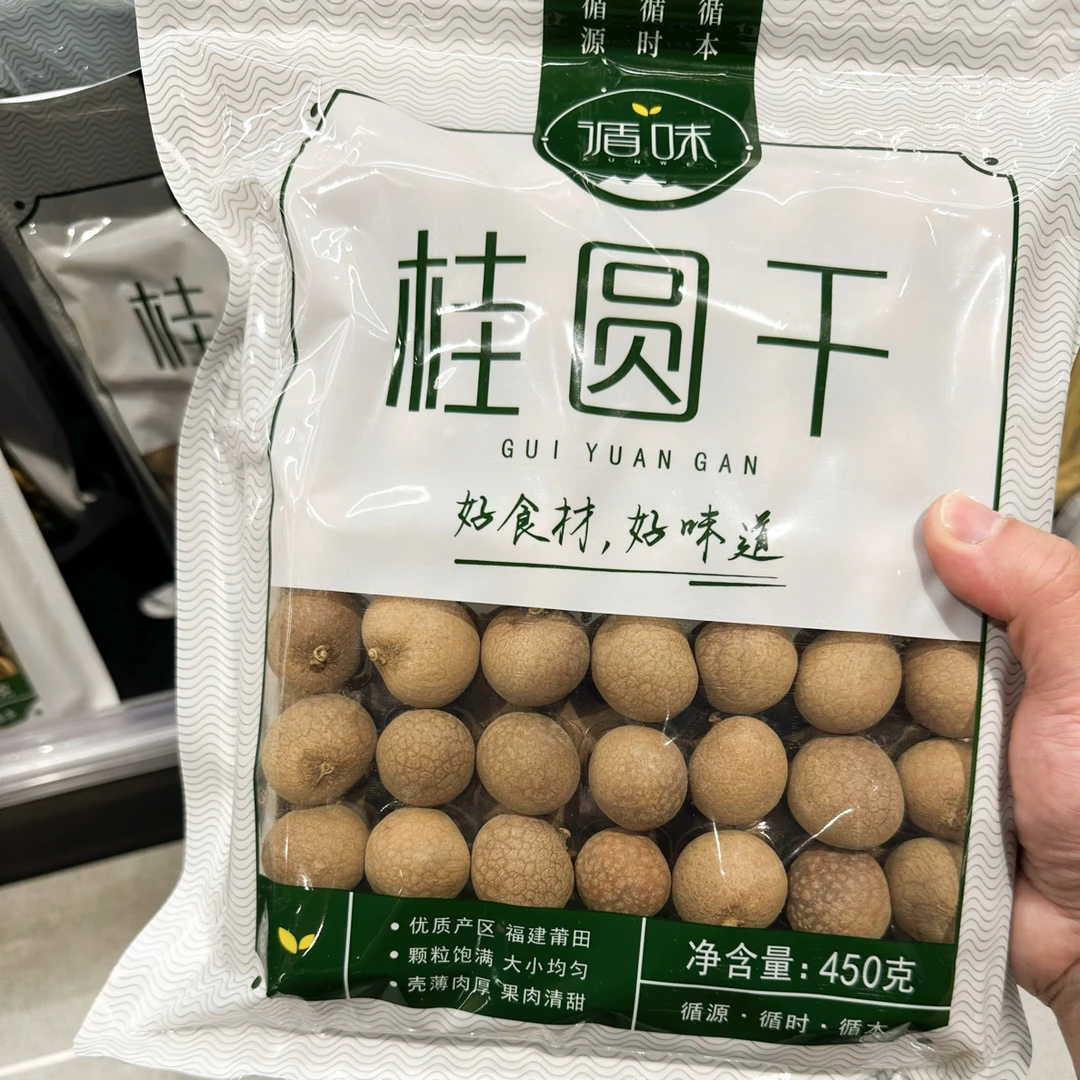 循源 循时 循本
循味
XUNWEI
桂圆干
GUI YUAN GAN
好食材,好味道
• 优质产区 福建莆田
• 颗粒饱满 大小均匀
• 壳薄肉厚 果肉清甜
净含量:450克
循源·循时·循本
桂